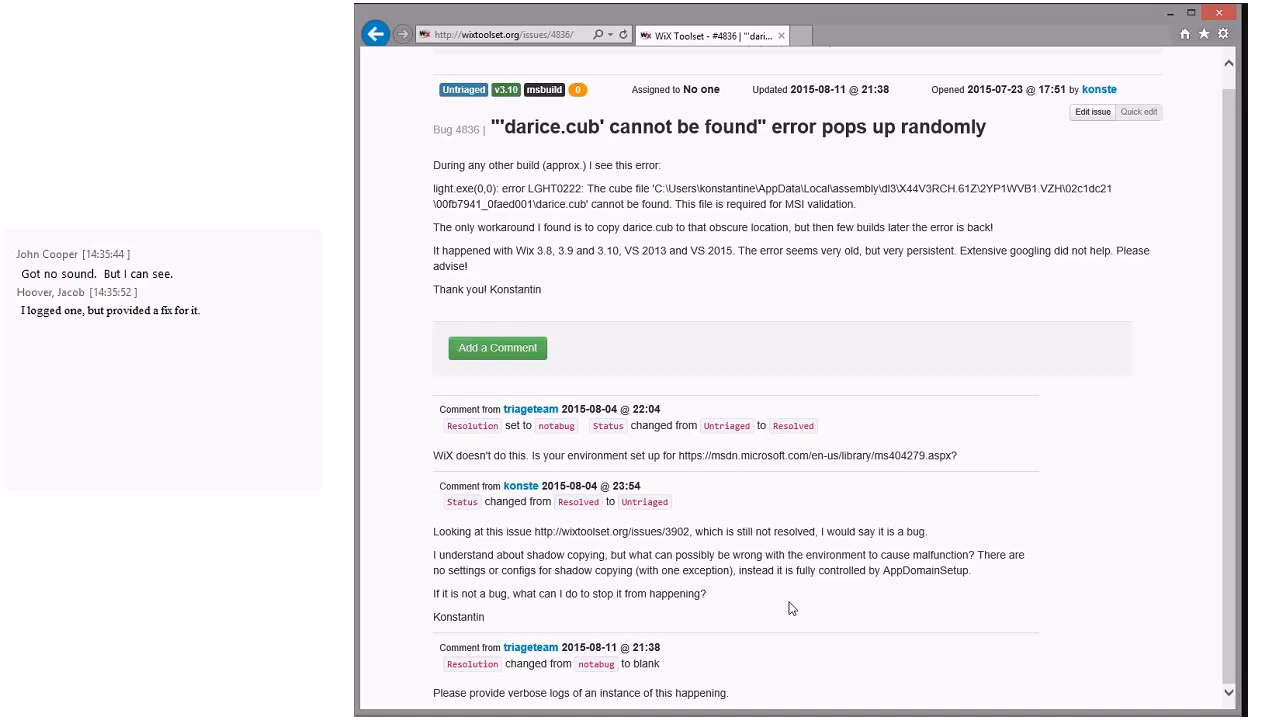 John Cooper [14:35:44 ]
Got no sound.  But I can see.
Hoover, Jacob [14:35:52 ]
I logged one, but provided a fix for it.
http://wixtoolset.org/issues/4836/
WiX Toolset - #4836 | "'dari...
Untriaged v3.10 msbuild 0 Assigned to No one Updated 2015-08-11 @ 21:38 Opened 2015-07-23 @ 17:51 by konste
Edit issue Quick edit
Bug 4836 | "'darice.cub' cannot be found" error pops up randomly
During any other build (approx.) I see this error:
light.exe(0,0): error LGHT0222: The cube file 'C:\Users\konstantine\AppData\Local\assembly\dl3\X44V3RCH.61Z\2YP1WVB1.VZH\02c1dc21
\00fb7941_0faed001\darice.cub' cannot be found. This file is required for MSI validation.
The only workaround I found is to copy darice.cub to that obscure location, but then few builds later the error is back!
It happened with Wix 3.8, 3.9 and 3.10, VS 2013 and VS 2015. The error seems very old, but very persistent. Extensive googling did not help. Please
advise!
Thank you! Konstantin
Add a Comment
Comment from triageteam 2015-08-04 @ 22:04
Resolution set to notabug Status changed from Untriaged to Resolved
WiX doesn't do this. Is your environment set up for https://msdn.microsoft.com/en-us/library/ms404279.aspx?
Comment from konste 2015-08-04 @ 23:54
Status changed from Resolved to Untriaged
Looking at this issue http://wixtoolset.org/issues/3902, which is still not resolved, I would say it is a bug.
I understand about shadow copying, but what can possibly be wrong with the environment to cause malfunction? There are
no settings or configs for shadow copying (with one exception), instead it is fully controlled by AppDomainSetup.
If it is not a bug, what can I do to stop it from happening?
Konstantin
Comment from triageteam 2015-08-11 @ 21:38
Resolution changed from notabug to blank
Please provide verbose logs of an instance of this happening.